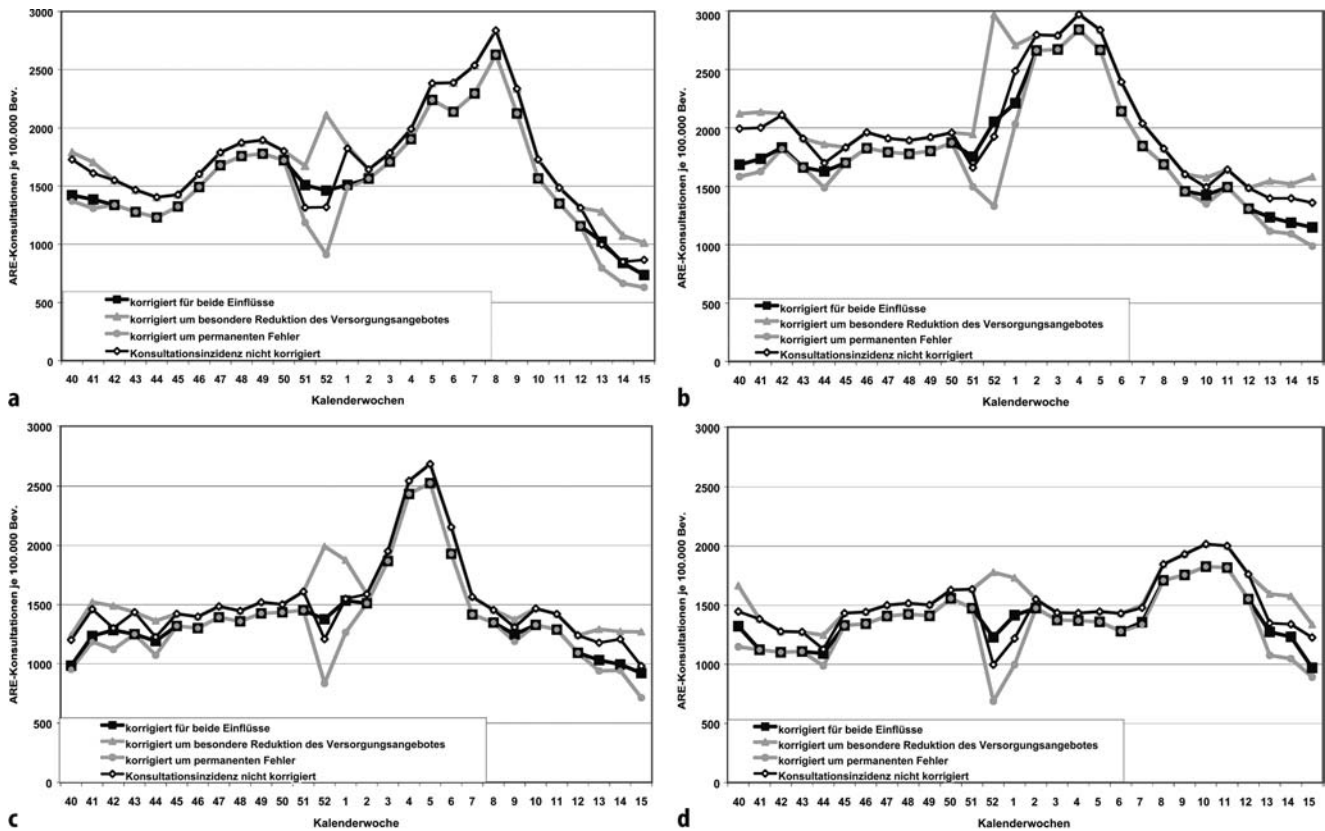 3000
2500
2000
1500
1000
500
0
ARE-Konsultationen je 100.000 Bev.
korrigiert für beide Einflüsse
korrigiert um besondere Reduktion des Versorgungsangebotes
korrigiert um permanenten Fehler
Konsultationsinzidenz nicht korrigiert
40 41 42 43 44 45 46 47 48 49 50 51 52 1 2 3 4 5 6 7 8 9 10 11 12 13 14 15
Kalenderwochen
a
3000
2500
2000
1500
1000
500
0
ARE-Konsultationen je 100.000 Bev.
korrigiert für beide Einflüsse
korrigiert um besondere Reduktion des Versorgungsangebotes
korrigiert um permanenten Fehler
Konsultationsinzidenz nicht korrigiert
40 41 42 43 44 45 46 47 48 49 50 51 52 1 2 3 4 5 6 7 8 9 10 11 12 13 14 15
Kalenderwoche
b
3000
2500
2000
1500
1000
500
0
ARE-Konsultationen je 100.000 Bev.
korrigiert für beide Einflüsse
korrigiert um besondere Reduktion des Versorgungsangebotes
korrigiert um permanenten Fehler
Konsultationsinzidenz nicht korrigiert
40 41 42 43 44 45 46 47 48 49 50 51 52 1 2 3 4 5 6 7 8 9 10 11 12 13 14 15
Kalenderwoche
c
3000
2500
2000
1500
1000
500
0
ARE-Konsultationen je 100.000 Bev.
korrigiert für beide Einflüsse
korrigiert um besondere Reduktion des Versorgungsangebotes
korrigiert um permanenten Fehler
Konsultationsinzidenz nicht korrigiert
40 41 42 43 44 45 46 47 48 49 50 51 52 1 2 3 4 5 6 7 8 9 10 11 12 13 14 15
Kalenderwoche
d